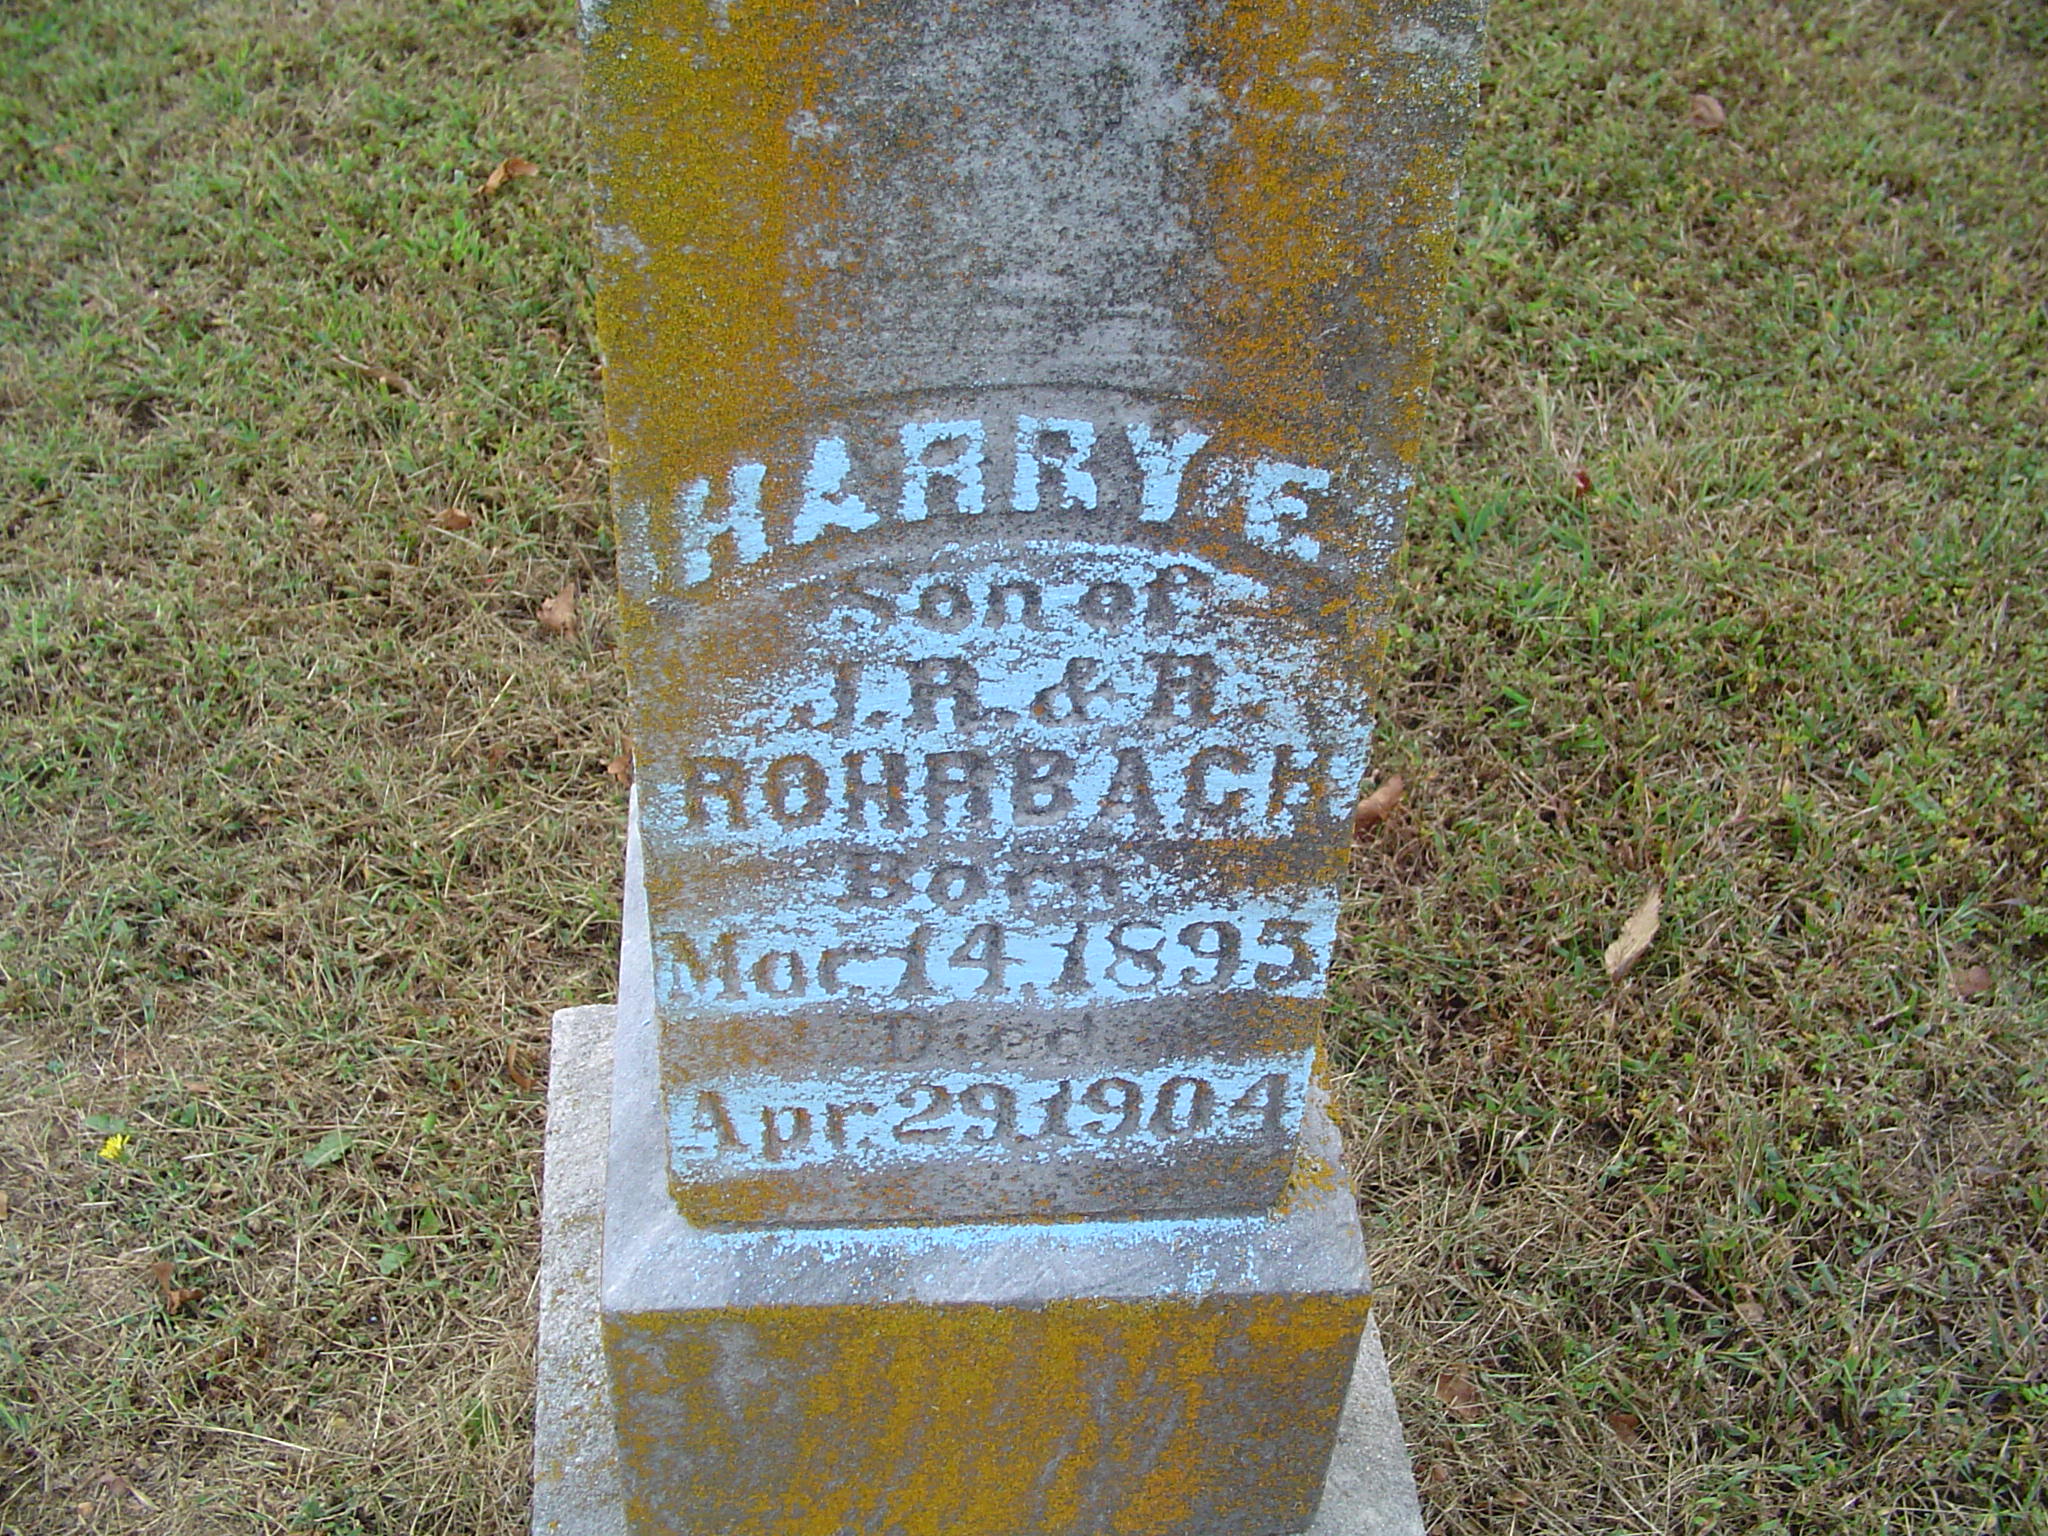 HARRY E
Son of
J.R. & R.
ROHRBACH
Born
Mar. 14, 1895
Died
Apr. 29, 1904